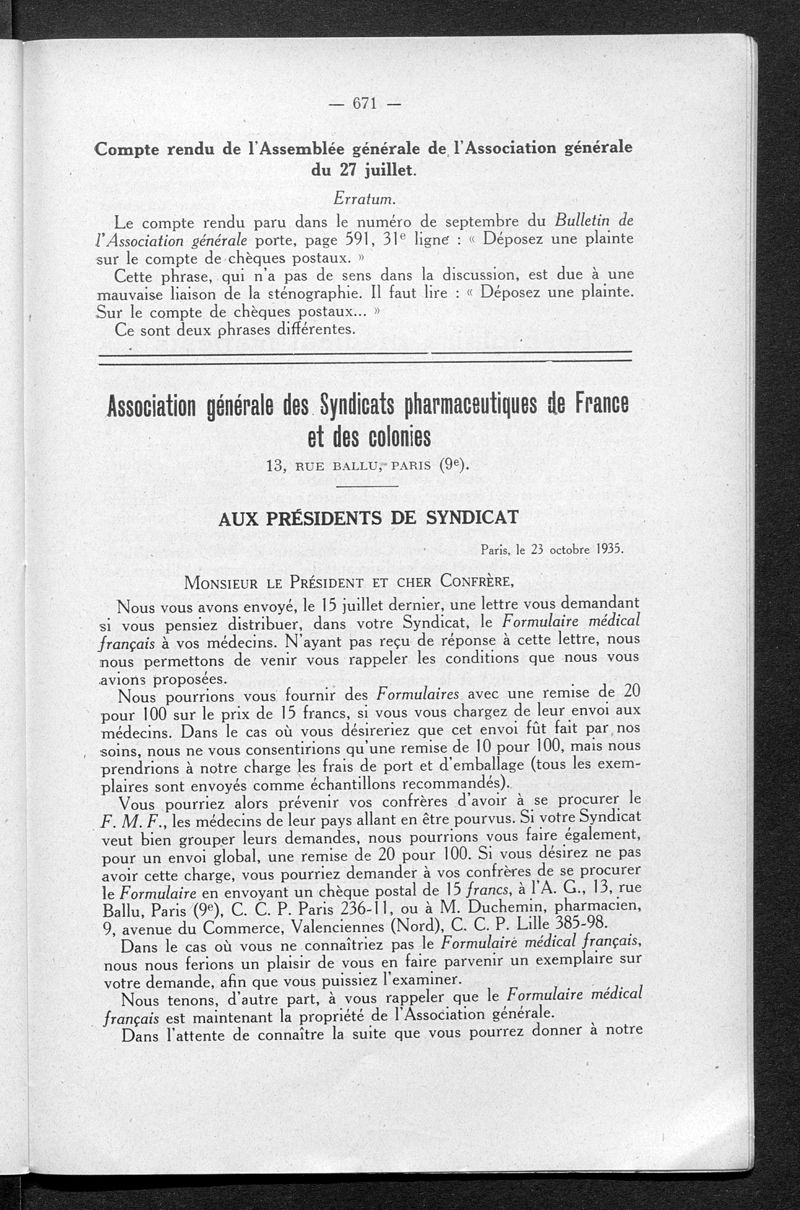 — 671 —
Compte rendu de l'Assemblée générale de l'Association générale
du 27 juillet.
Erratum.
Le compte rendu paru dans le numéro de septembre du Bulletin de
l'Association générale porte, page 591, 31e ligne : « Déposez une plainte
sur le compte de chèques postaux. »
Cette phrase, qui n'a pas de sens dans la discussion, est due à une
mauvaise liaison de la sténographie. Il faut lire : « Déposez une plainte.
Sur le compte de chèques postaux... »
Ce sont deux phrases différentes.
Association générale des Syndicats pharmaceutiques de France
et des colonies
13, RUE BALLU, PARIS (9e).
AUX PRÉSIDENTS DE SYNDICAT
Paris, le 23 octobre 1935.
MONSIEUR LE PRÉSIDENT ET CHER CONFRÈRE,
Nous vous avons envoyé, le 15 juillet dernier, une lettre vous demandant
si vous pensiez distribuer, dans votre Syndicat, le Formulaire médical
français à vos médecins. N'ayant pas reçu de réponse à cette lettre, nous
nous permettons de venir vous rappeler les conditions que nous vous
avions proposées.
Nous pourrions vous fournir des Formulaires avec une remise de 20
pour 100 sur le prix de 15 francs, si vous vous chargez de leur envoi aux
médecins. Dans le cas où vous désireriez que cet envoi fût fait par nos
soins, nous ne vous consentirions qu'une remise de 10 pour 100, mais nous
prendrions à notre charge les frais de port et d'emballage (tous les exem-
plaires sont envoyés comme échantillons recommandés).
Vous pourriez alors prévenir vos confrères d'avoir à se procurer le
F. M. F., les médecins de leur pays allant en être pourvus. Si votre Syndicat
veut bien grouper leurs demandes, nous pourrions vous faire également,
pour un envoi global, une remise de 20 pour 100. Si vous désirez ne pas
avoir cette charge, vous pourriez demander à vos confrères de se procurer
le Formulaire en envoyant un chèque postal de 15 francs, à l'A. G., 13, rue
Ballu, Paris (9e), C. C. P. Paris 236-11, ou à M. Duchemin, pharmacien,
9, avenue du Commerce, Valenciennes (Nord), C. C. P. Lille 385-98.
Dans le cas où vous ne connaîtriez pas le Formulaire médical français,
nous nous ferions un plaisir de vous en faire parvenir un exemplaire sur
votre demande, afin que vous puissiez l'examiner.
Nous tenons, d'autre part, à vous rappeler que le Formulaire médical
français est maintenant la propriété de l'Association générale.
Dans l'attente de connaître la suite que vous pourrez donner à notre